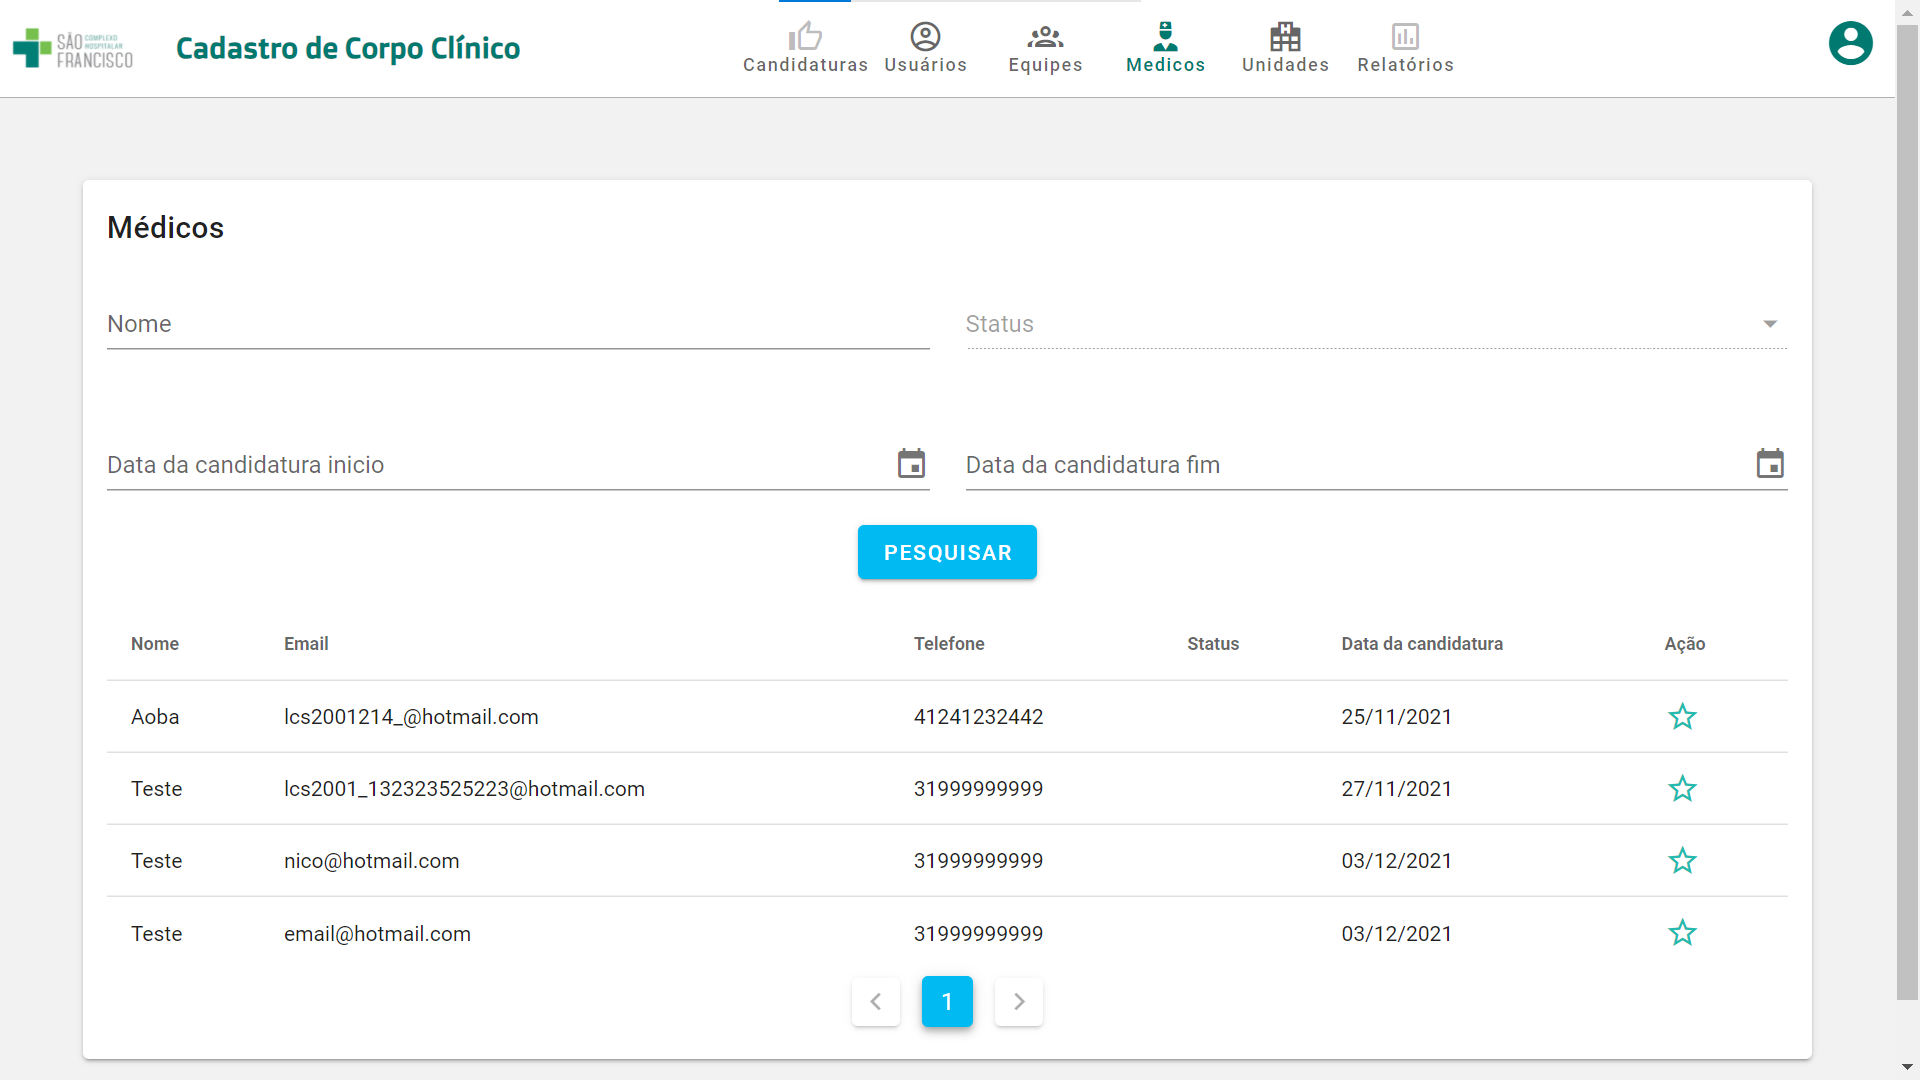 SÃO COMPLEXO HOSPITALAR FRANCISCO
Cadastro de Corpo Clínico
Candidaturas Usuários Equipes Medicos Unidades Relatórios
Médicos
Nome Status
Data da candidatura inicio Data da candidatura fim
PESQUISAR
Nome Email Telefone Status Data da candidatura Ação
Aoba lcs2001214_@hotmail.com 41241232442 25/11/2021
Teste lcs2001_132323525223@hotmail.com 31999999999 27/11/2021
Teste nico@hotmail.com 31999999999 03/12/2021
Teste email@hotmail.com 31999999999 03/12/2021
1